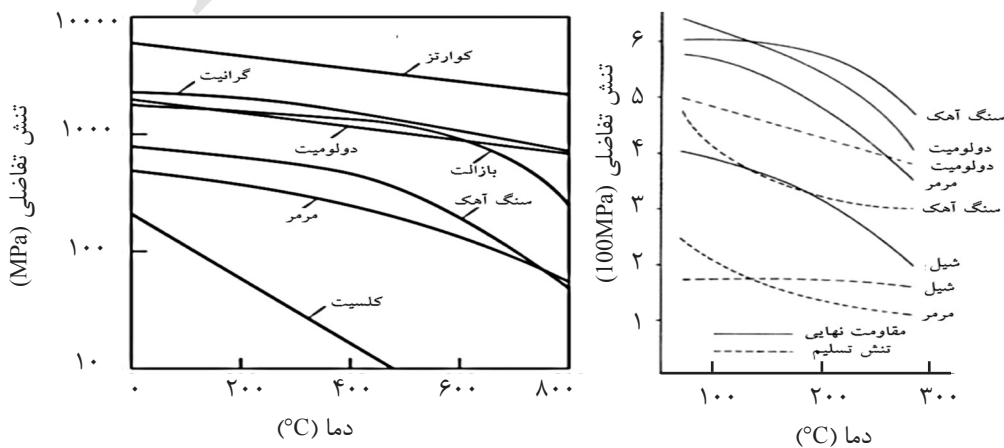 ۱۰۰۰۰
۱۰۰۰
۱۰۰
۱۰
تنش تفاضلی (MPa)
کوارتز
گرانیت
دولومیت
بازالت
سنگ آهک
مرمر
کلسیت
۰
۲۰۰
۴۰۰
۶۰۰
۸۰۰
دما (°C)
تنش تفاضلی (100MPa)
۶
۵
۴
۳
۲
۱
سنگ آهک
دولومیت
دولومیت
مرمر
سنگ آهک
شیل
شیل
مرمر
مقاومت نهایی
تنش تسلیم
۱۰۰
۲۰۰
۳۰۰
دما (°C)